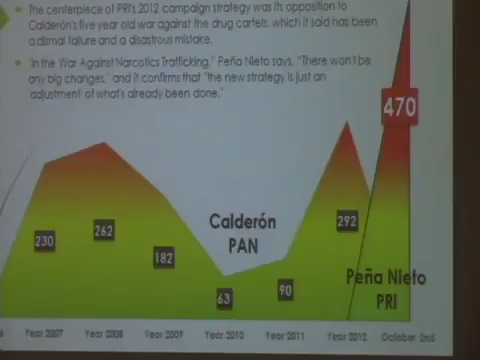 The centerpiece of PRI's 2012 campaign strategy was its opposition to
Calderón's five year old war against the drug cartels, which it said has been
a dismal failure and a disastrous mistake.
"In the War Against Narcotics Trafficking," Peña Nieto says, "There won't be
any big changes," and it confirms that "the new strategy is just an
adjustment of what's already been done."
470
Calderón
PAN
230
262
182
63
90
292
Peña Nieto
PRI
6 Year 2007 Year 2008 Year 2009 Year 2010 Year 2011 Year 2012 October 2nd